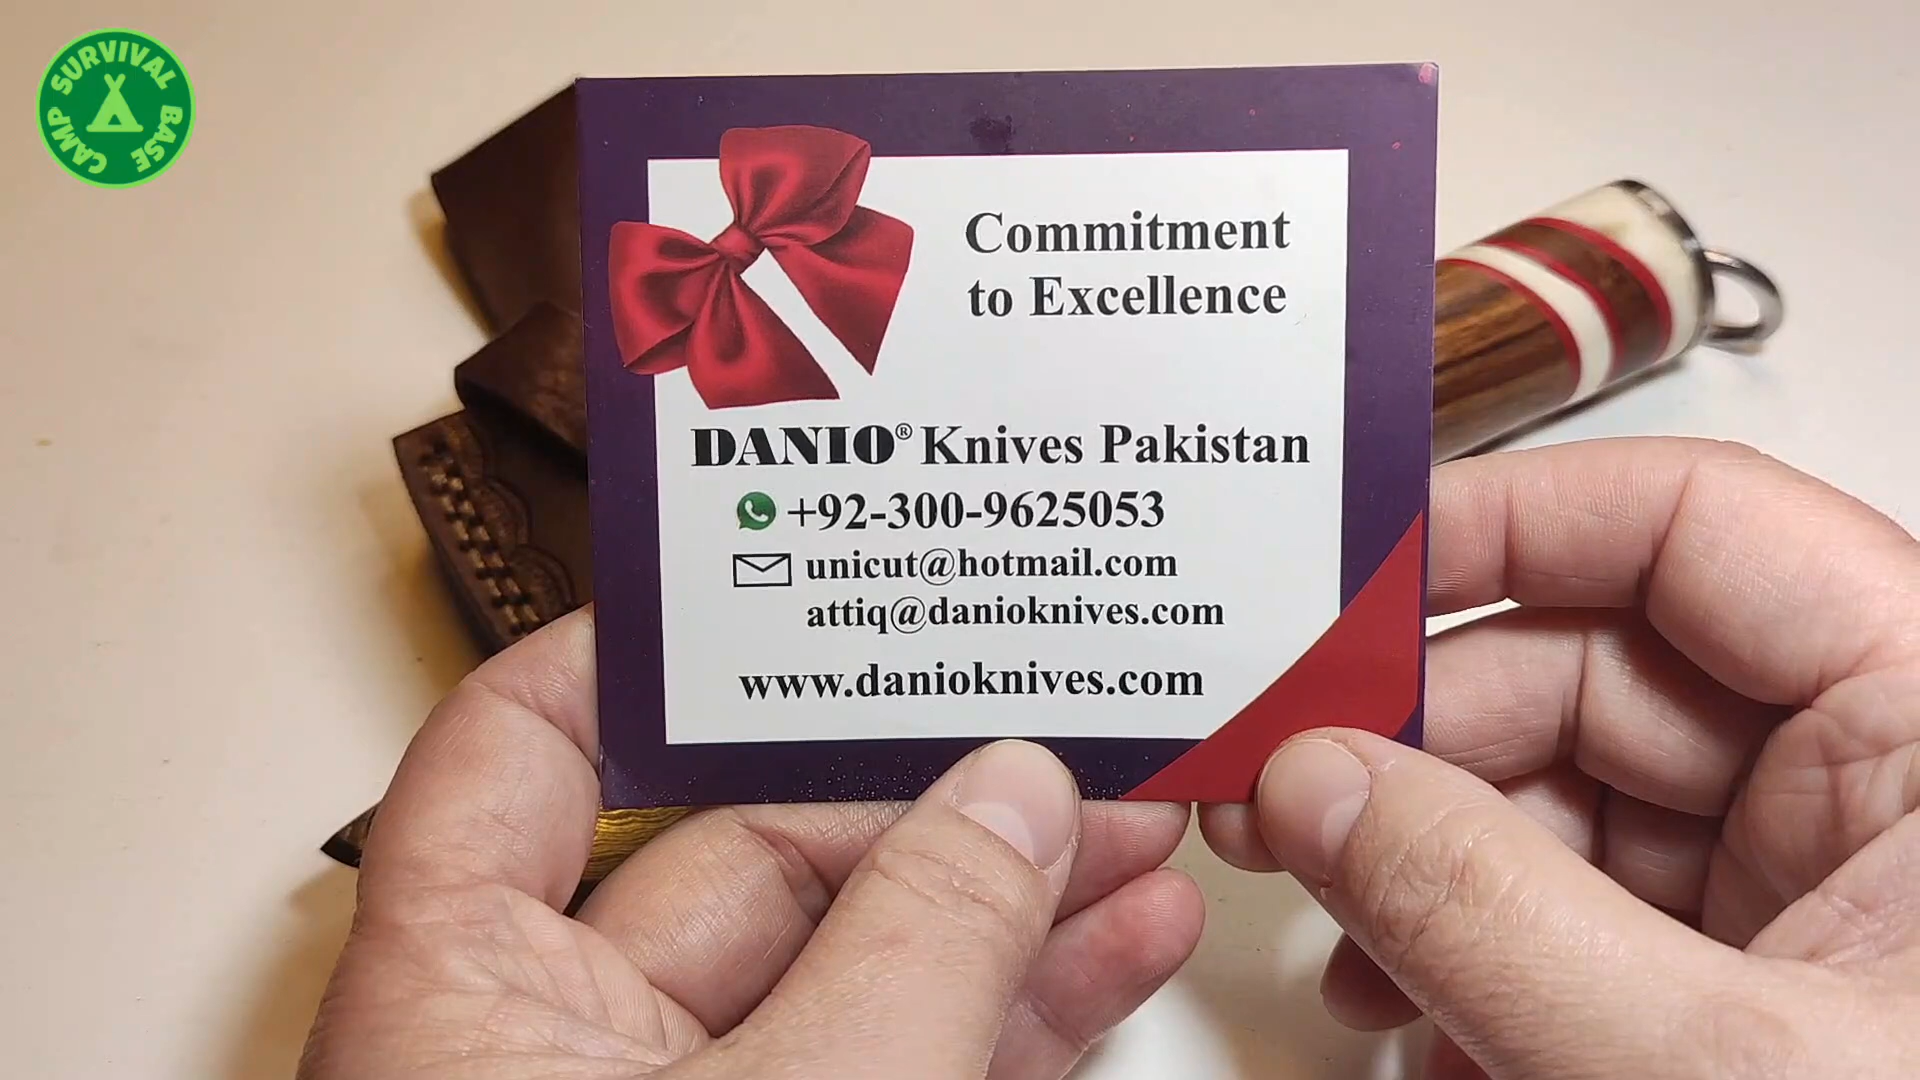 SURVIVAL
BASE
CAMP
Commitment
to Excellence
DANIO® Knives Pakistan
+92-300-9625053
unicut@hotmail.com
attiq@danioknives.com
www.danioknives.com